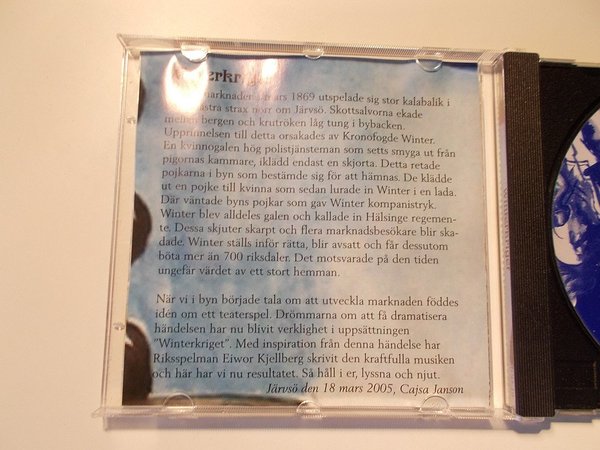 marknaden i mars 1869 utspelade sig stor kalabalik i
strax norr om Järvsö. Skottsalvorna ekade
mellan bergen och krutröken låg tung i bybacken.
Upprinnelsen till detta orsakades av Kronofogde Winter.
En kvinnogalen hög polistjänsteman som setts smyga ut från
pigornas kammare, iklädd endast en skjorta. Detta retade
pojkarna i byn som bestämde sig för att hämnas. De klädde
ut en pojke till kvinna som sedan lurade in Winter i en lada.
Där väntade byns pojkar som gav Winter kompanistryk.
Winter blev alldeles galen och kallade in Hälsinge regemen-
te. Dessa skjuter skarpt och flera marknadsbesökare blir ska-
dade. Winter ställs inför rätta, blir avsatt och får dessutom
böta mer än 700 riksdaler. Det motsvarade på den tiden
ungefär värdet av ett stort hemman.
När vi i byn började tala om att utveckla marknaden föddes
idén om ett teaterspel. Drömmarna om att få dramatisera
händelsen har nu blivit verklighet i uppsättningen
"Winterkriget". Med inspiration från denna händelse har
Riksspelman Eiwor Kjellberg skrivit den kraftfulla musiken
och här har vi nu resultatet. Så håll i er, lyssna och njut.
Järvsö den 18 mars 2005, Cajsa Janson